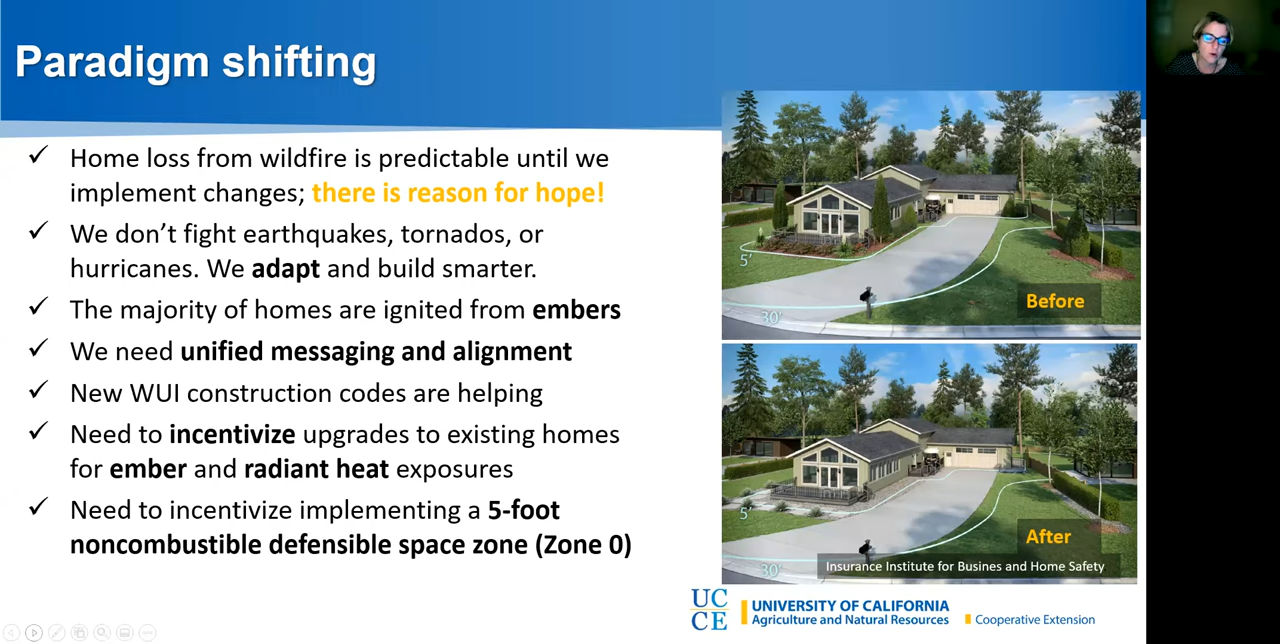 Paradigm shifting
Home loss from wildfire is predictable until we
implement changes; there is reason for hope!
We don't fight earthquakes, tornados, or
hurricanes. We adapt and build smarter.
The majority of homes are ignited from embers
We need unified messaging and alignment
New WUI construction codes are helping
Need to incentivize upgrades to existing homes
for ember and radiant heat exposures
Need to incentivize implementing a 5-foot
noncombustible defensible space zone (Zone 0)
5'
30'
Before
5'
30'
After
Insurance Institute for Busines and Home Safety
UC
CE
UNIVERSITY OF CALIFORNIA
Agriculture and Natural Resources
Cooperative Extension